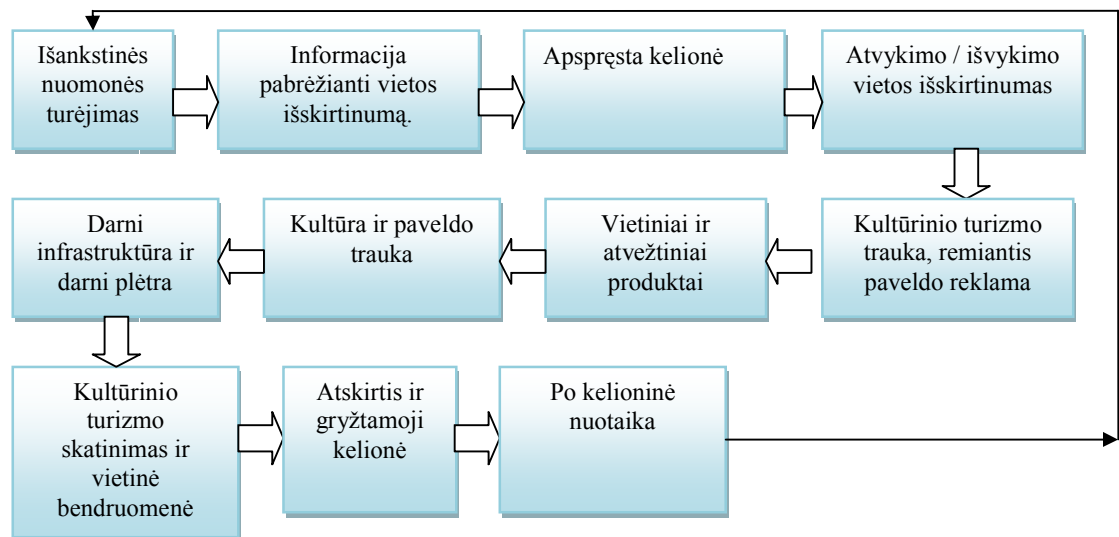 Išankstinės
nuomonės
turėjimas
Informacija
pabrėžianti vietos
išskirtinumą.
Apspręsta kelionė
Atvykimo / išvykimo
vietos išskirtinumas
Kultūrinio turizmo
trauka, remiantis
paveldo reklama
Vietiniai ir
atvežtiniai
produktai
Kultūra ir paveldo
trauka
Darni
infrastruktūra ir
darni plėtra
Kultūrinio
turizmo
skatinimas ir
vietinė
bendruomenė
Atskirtis ir
gryžtamoji
kelionė
Po kelioninė
nuotaika